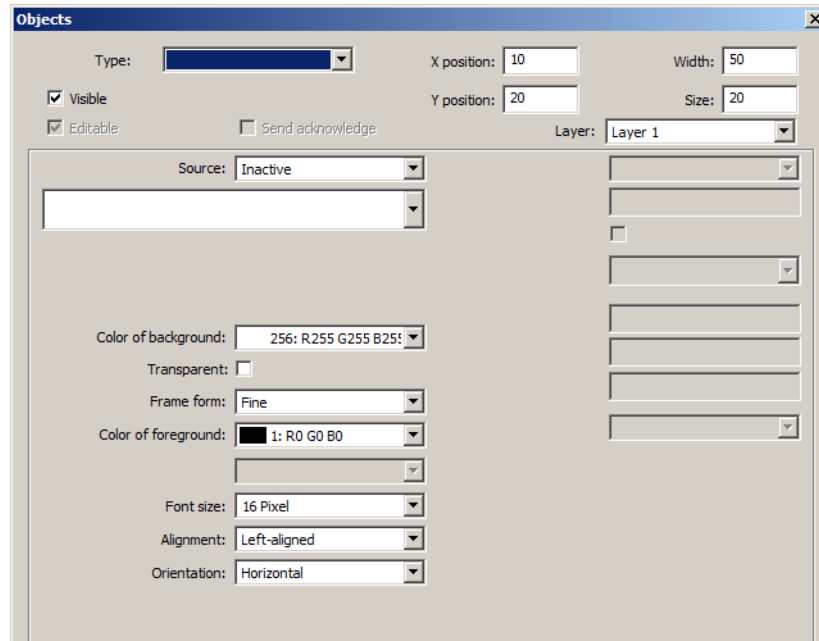 Objects
Type: X position: 10 Width: 50
Visible Y position: 20 Size: 20
Editable Send acknowledge Layer: Layer 1
Source: Inactive
Color of background: 256: R255 G255 B255
Transparent:
Frame form: Fine
Color of foreground: 1: R0 G0 B0
Font size: 16 Pixel
Alignment: Left-aligned
Orientation: Horizontal